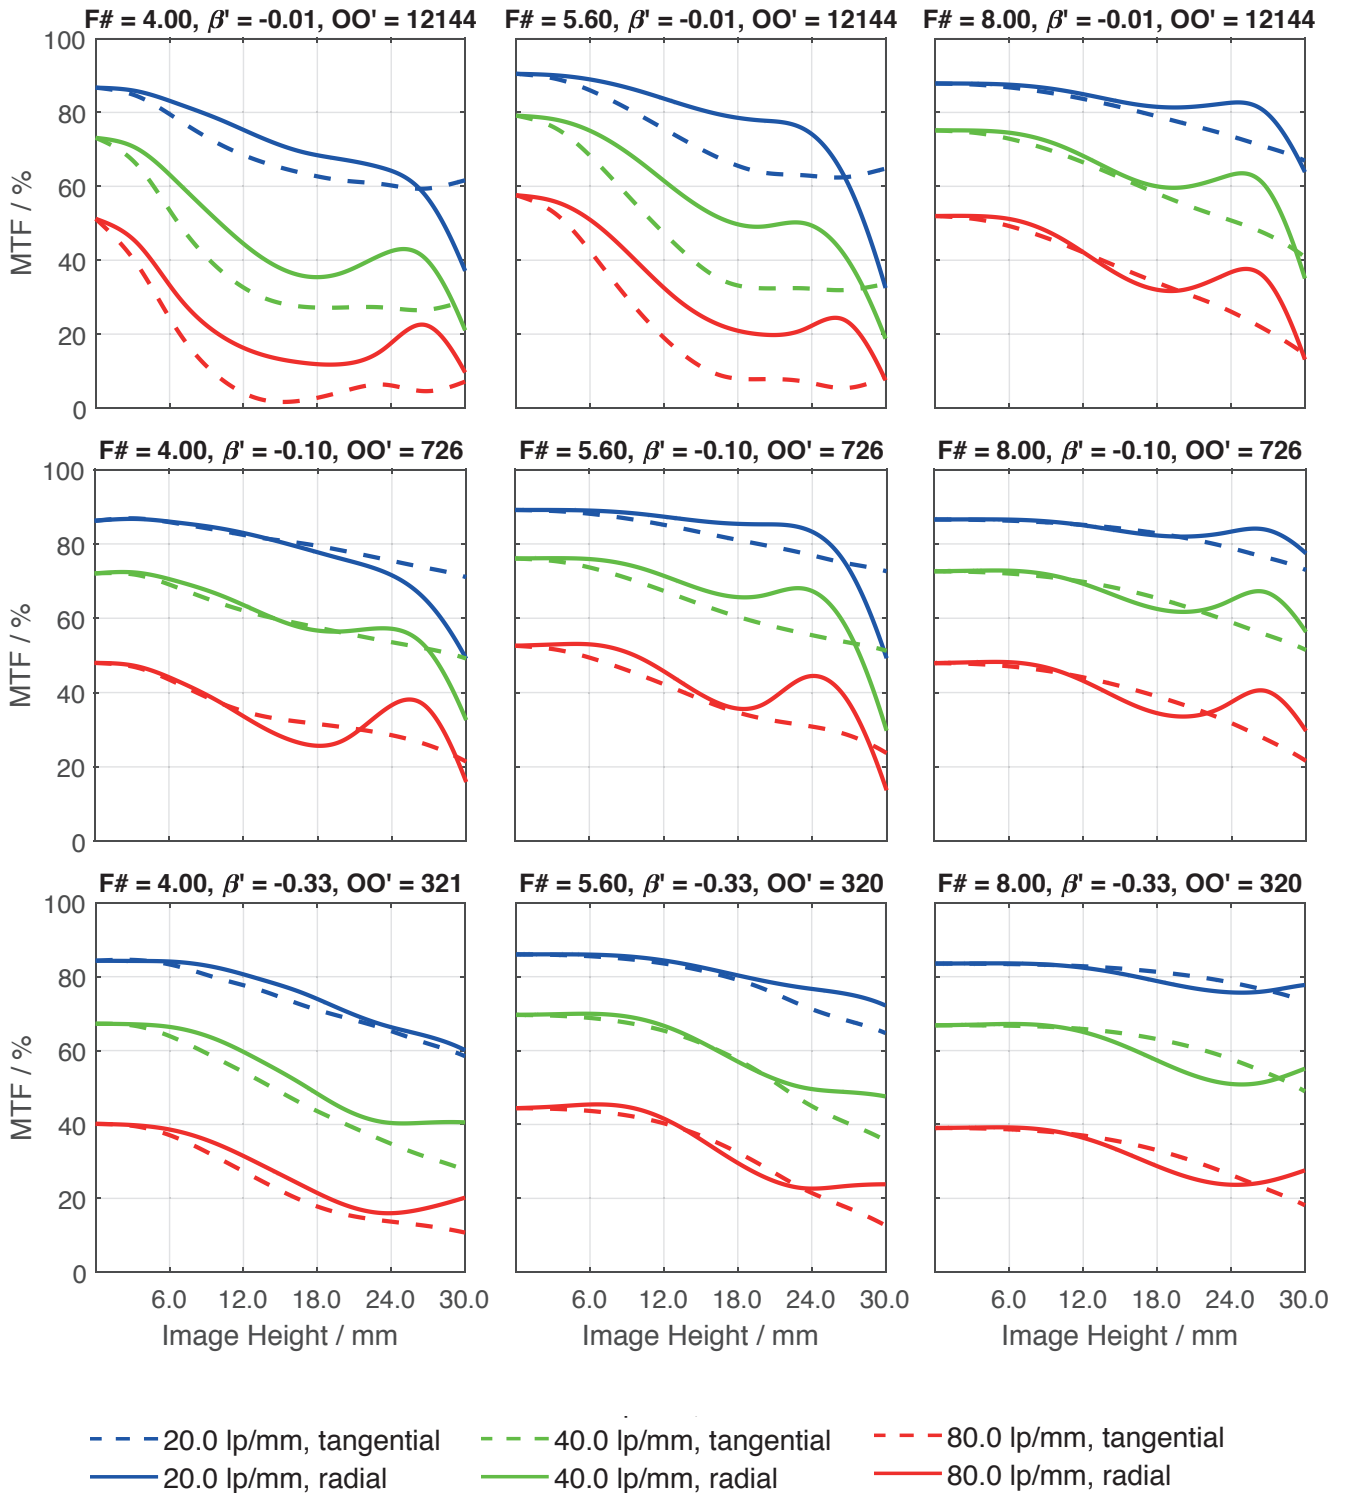 F# = 4.00, β' = -0.01, OO' = 12144
F# = 5.60, β' = -0.01, OO' = 12144
F# = 8.00, β' = -0.01, OO' = 12144
100
80
60
40
20
0
MTF / %
F# = 4.00, β' = -0.10, OO' = 726
F# = 5.60, β' = -0.10, OO' = 726
F# = 8.00, β' = -0.10, OO' = 726
100
80
60
40
20
0
MTF / %
F# = 4.00, β' = -0.33, OO' = 321
F# = 5.60, β' = -0.33, OO' = 320
F# = 8.00, β' = -0.33, OO' = 320
100
80
60
40
20
0
MTF / %
6.0 12.0 18.0 24.0 30.0
6.0 12.0 18.0 24.0 30.0
6.0 12.0 18.0 24.0 30.0
Image Height / mm
Image Height / mm
Image Height / mm
20.0 lp/mm, tangential
40.0 lp/mm, tangential
80.0 lp/mm, tangential
20.0 lp/mm, radial
40.0 lp/mm, radial
80.0 lp/mm, radial